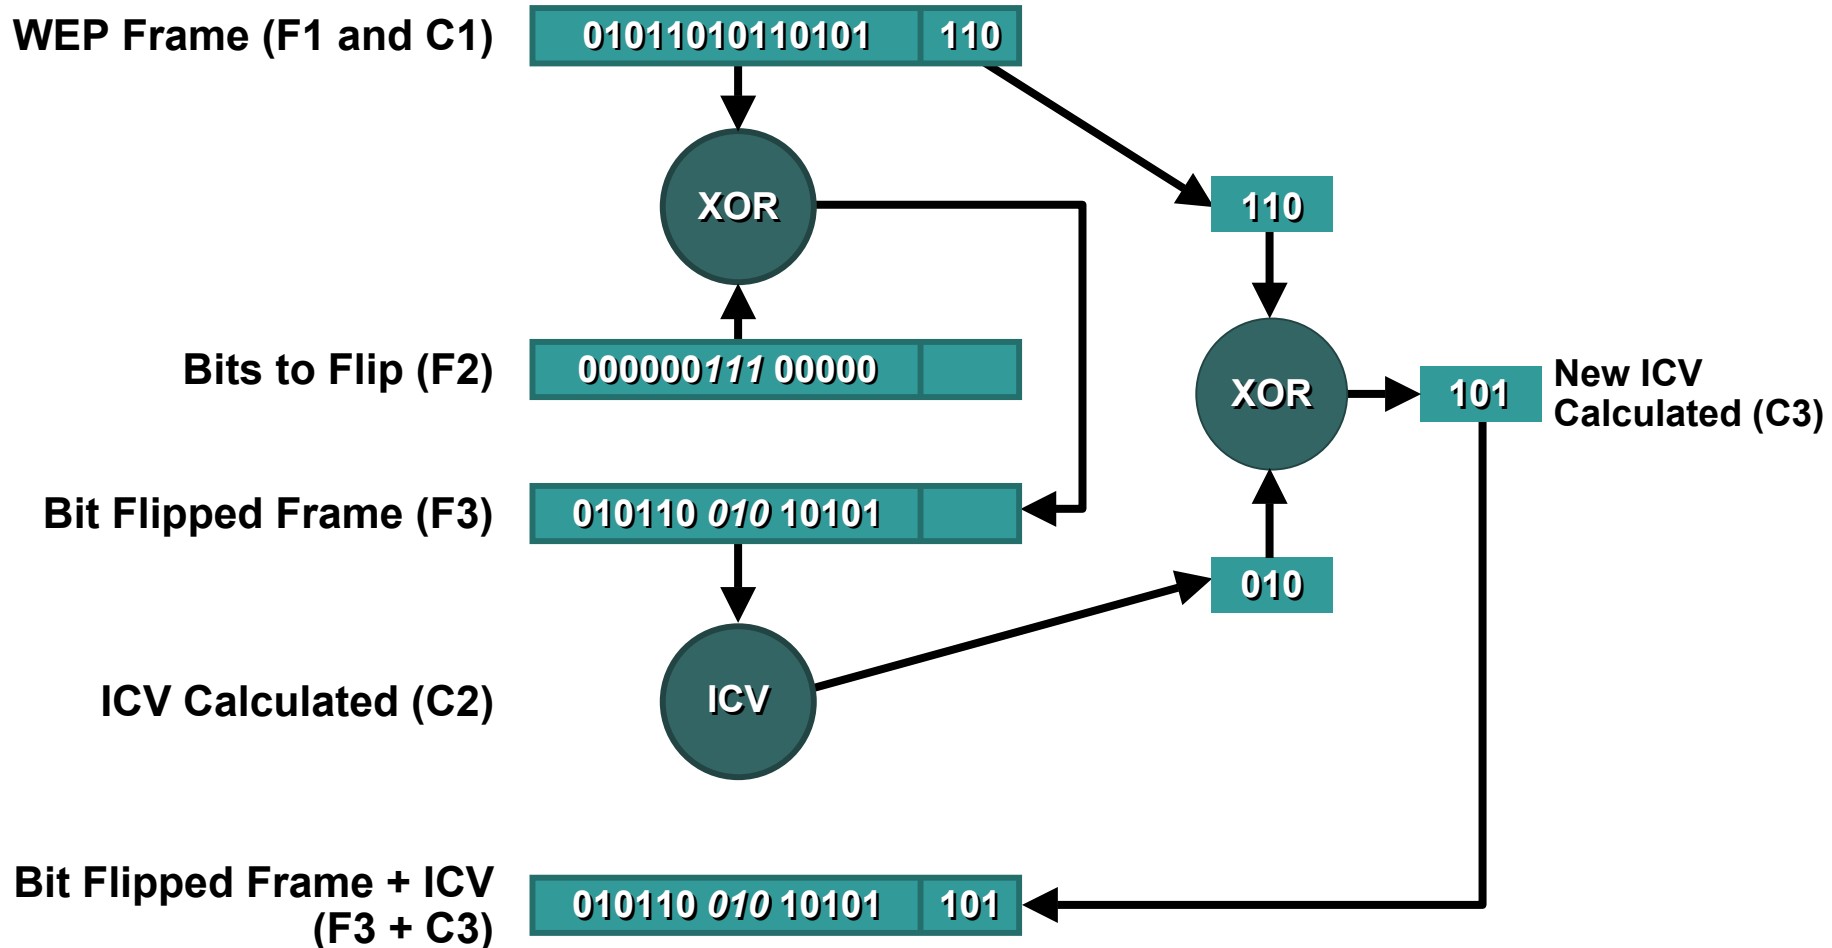 WEP Frame (F1 and C1)
01011010110101 110
XOR
110
Bits to Flip (F2)
000000111 00000
XOR
101
New ICV
Calculated (C3)
Bit Flipped Frame (F3)
010110 010 10101
010
ICV Calculated (C2)
ICV
Bit Flipped Frame + ICV
(F3 + C3)
010110 010 10101 101